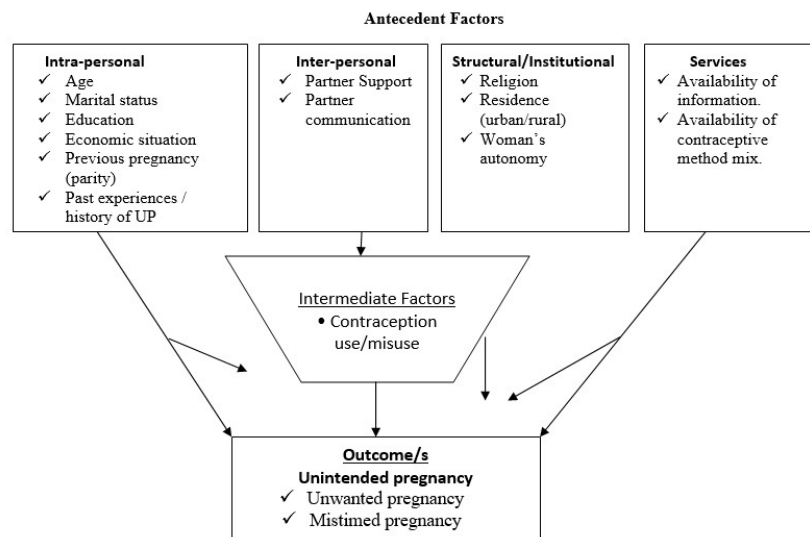 Antecedent Factors
Intra-personal
✓ Age
✓ Marital status
✓ Education
✓ Economic situation
✓ Previous pregnancy
(parity)
✓ Past experiences /
history of UP
Inter-personal
✓ Partner Support
✓ Partner
communication
Structural/Institutional
✓ Religion
✓ Residence
(urban/rural)
✓ Woman’s
autonomy
Services
✓ Availability of
information.
✓ Availability of
contraceptive
method mix.
Intermediate Factors
• Contraception
use/misuse
Outcome/s
Unintended pregnancy
✓ Unwanted pregnancy
✓ Mistimed pregnancy